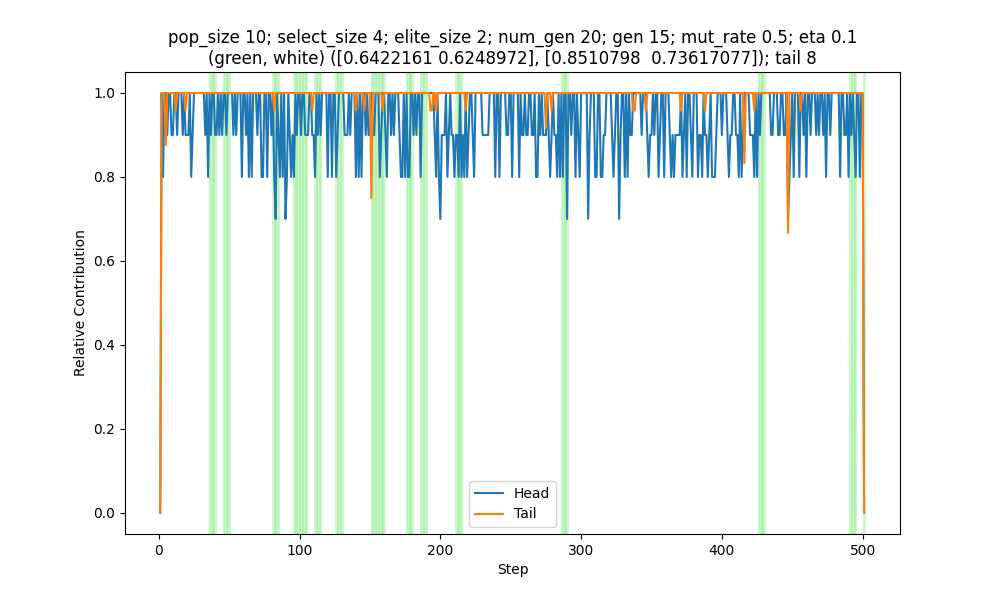 pop_size 10; select_size 4; elite_size 2; num_gen 20; gen 15; mut_rate 0.5; eta 0.1
(green, white) ([0.6422161 0.6248972], [0.8510798  0.73617077]); tail 8
1.0
0.8
0.6
0.4
0.2
0.0
Relative Contribution
Head
Tail
0 100 200 300 400 500
Step